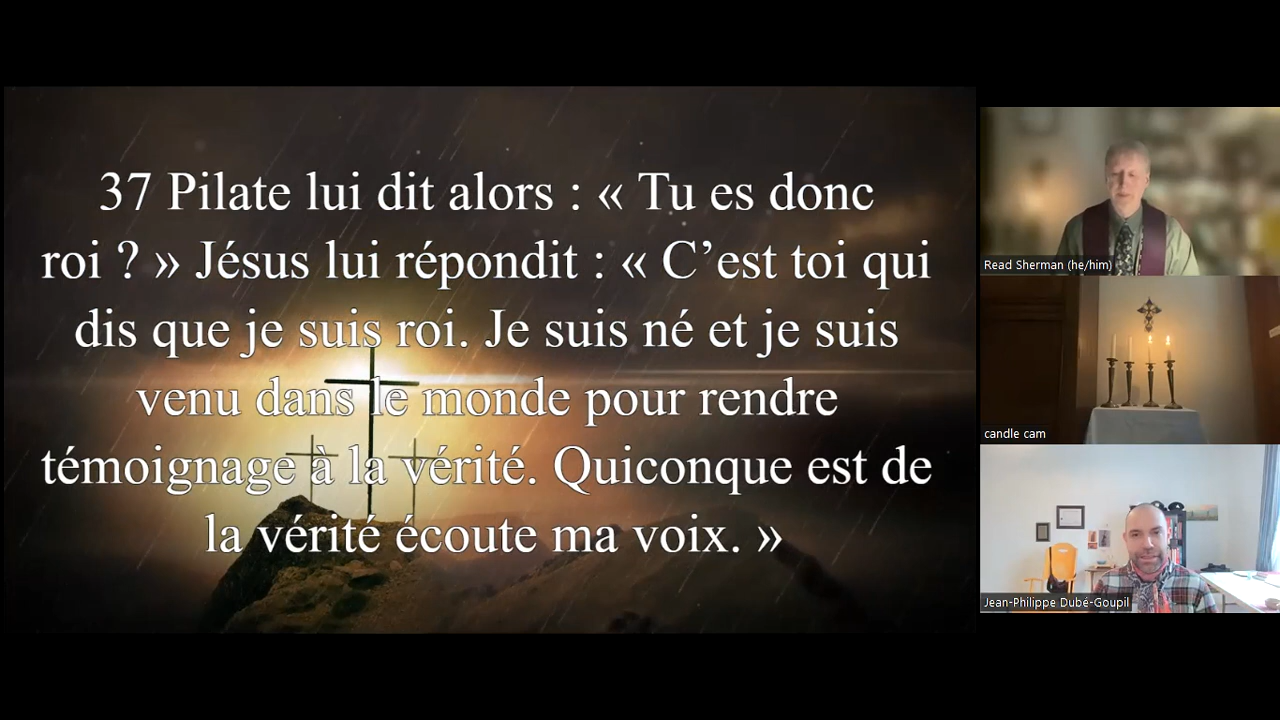 37 Pilate lui dit alors : « Tu es donc
roi ? » Jésus lui répondit : « C’est toi qui
dis que je suis roi. Je suis né et je suis
venu dans le monde pour rendre
témoignage à la vérité. Quiconque est de
la vérité écoute ma voix. »
Read Sherman (he/him)
candle cam
Jean-Philippe Dubé-Goupil